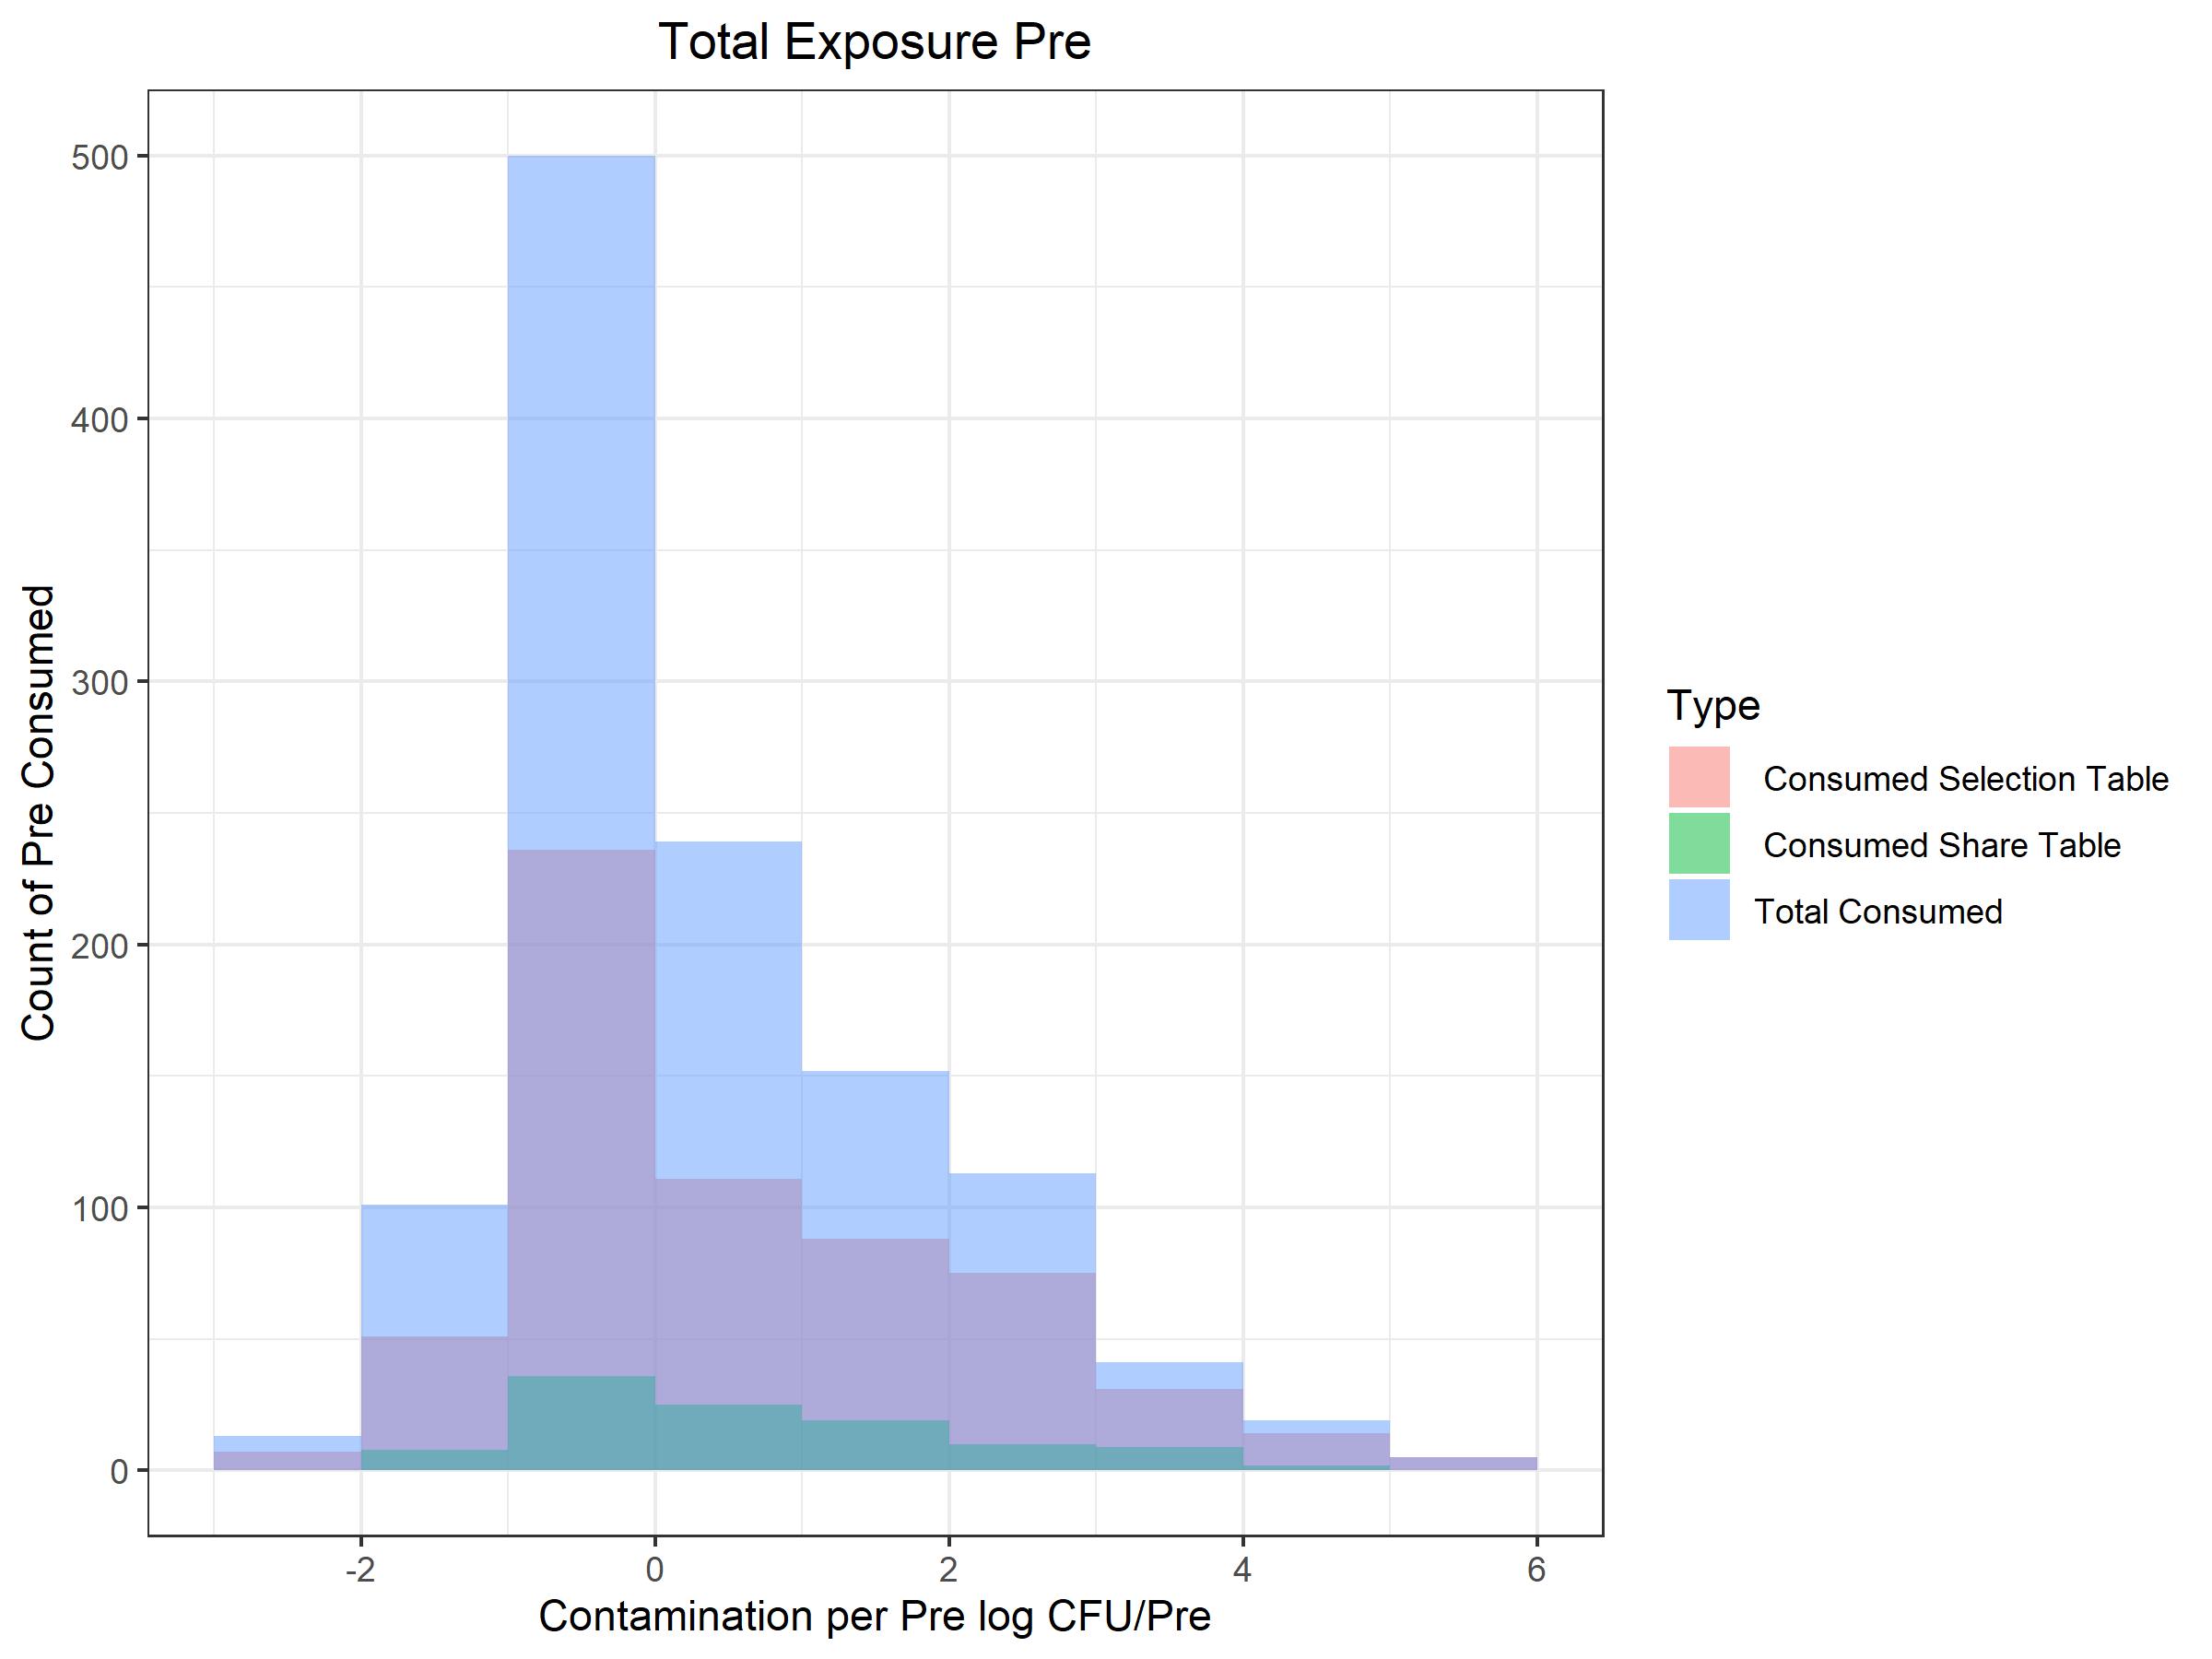 Total Exposure Pre
Count of Pre Consumed
500
400
300
200
100
0
-2
0
2
4
6
Contamination per Pre log CFU/Pre
Type
Consumed Selection Table
Consumed Share Table
Total Consumed